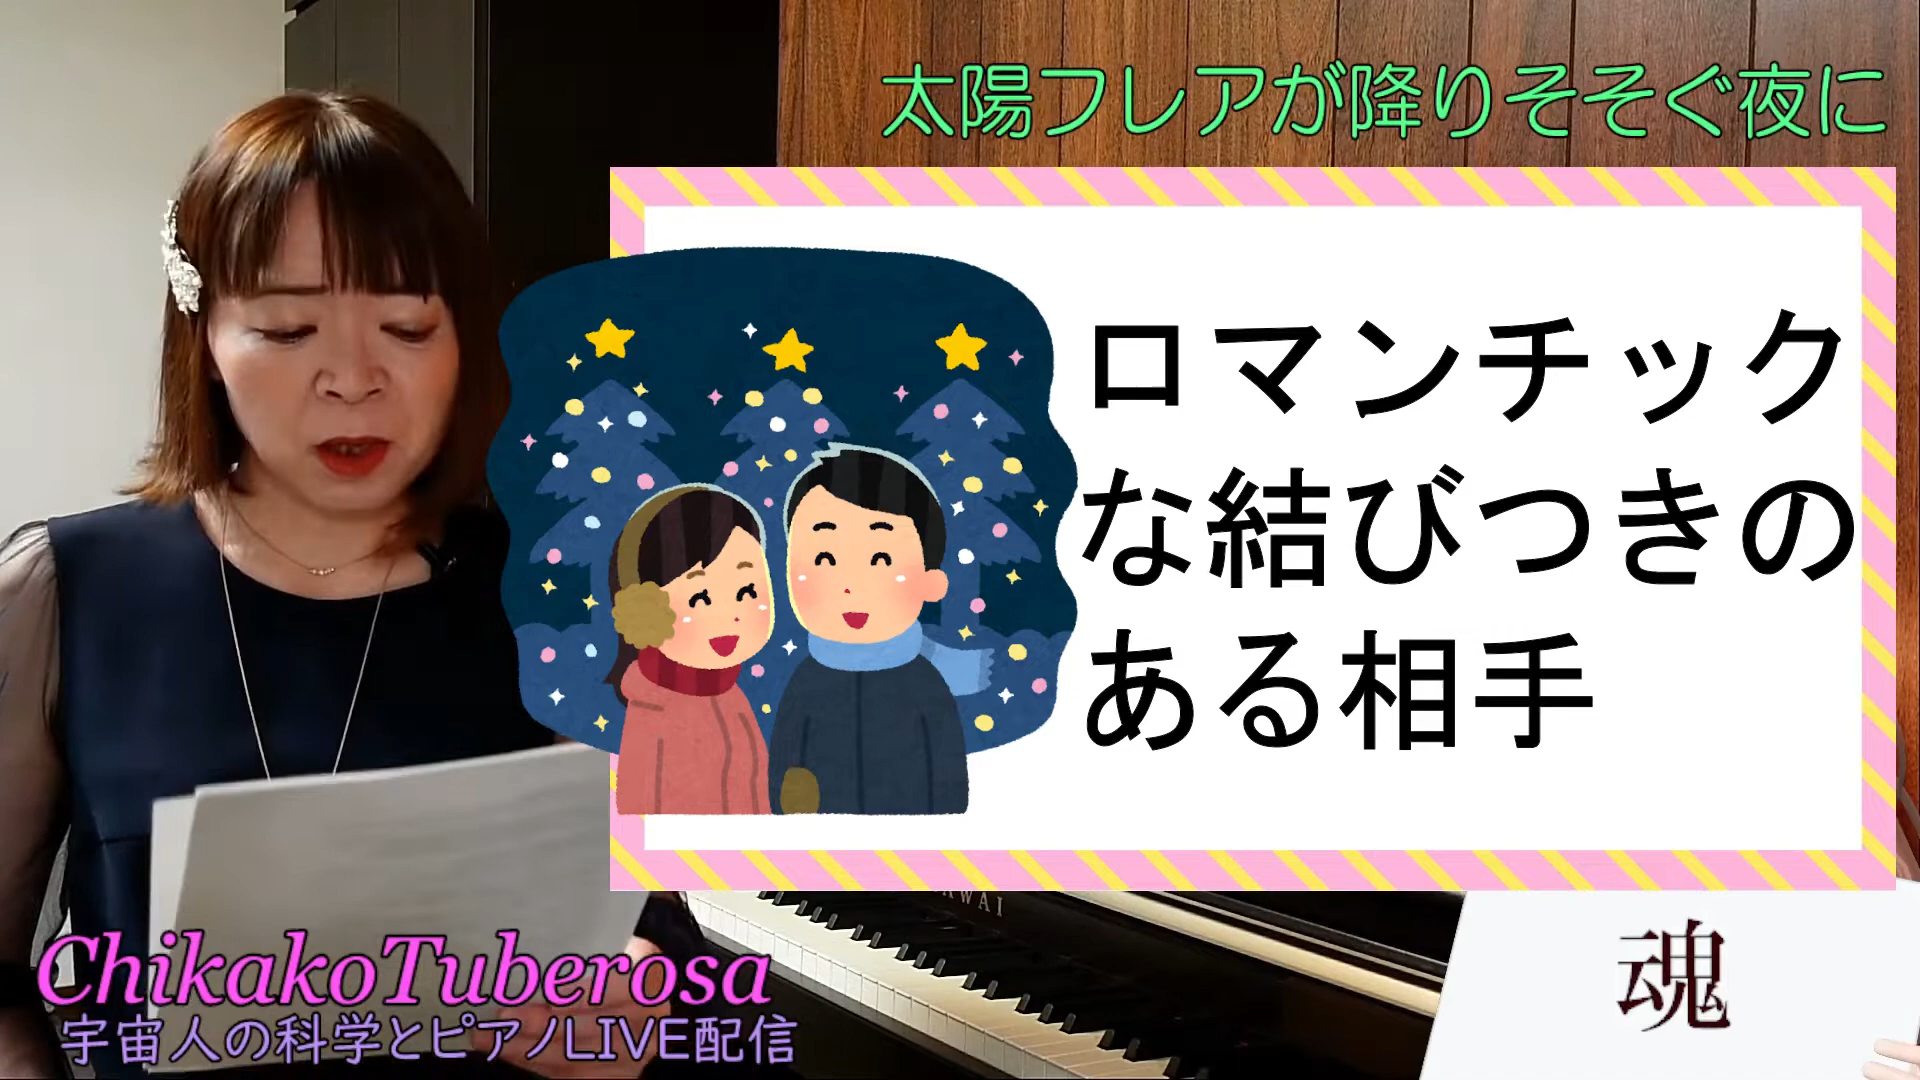 太陽フレアが降りそそぐ夜に
ロマンチック
な結びつきの
ある相手
AWAI
魂
ChikakoTuberosa
宇宙人の科学とピアノLIVE配信